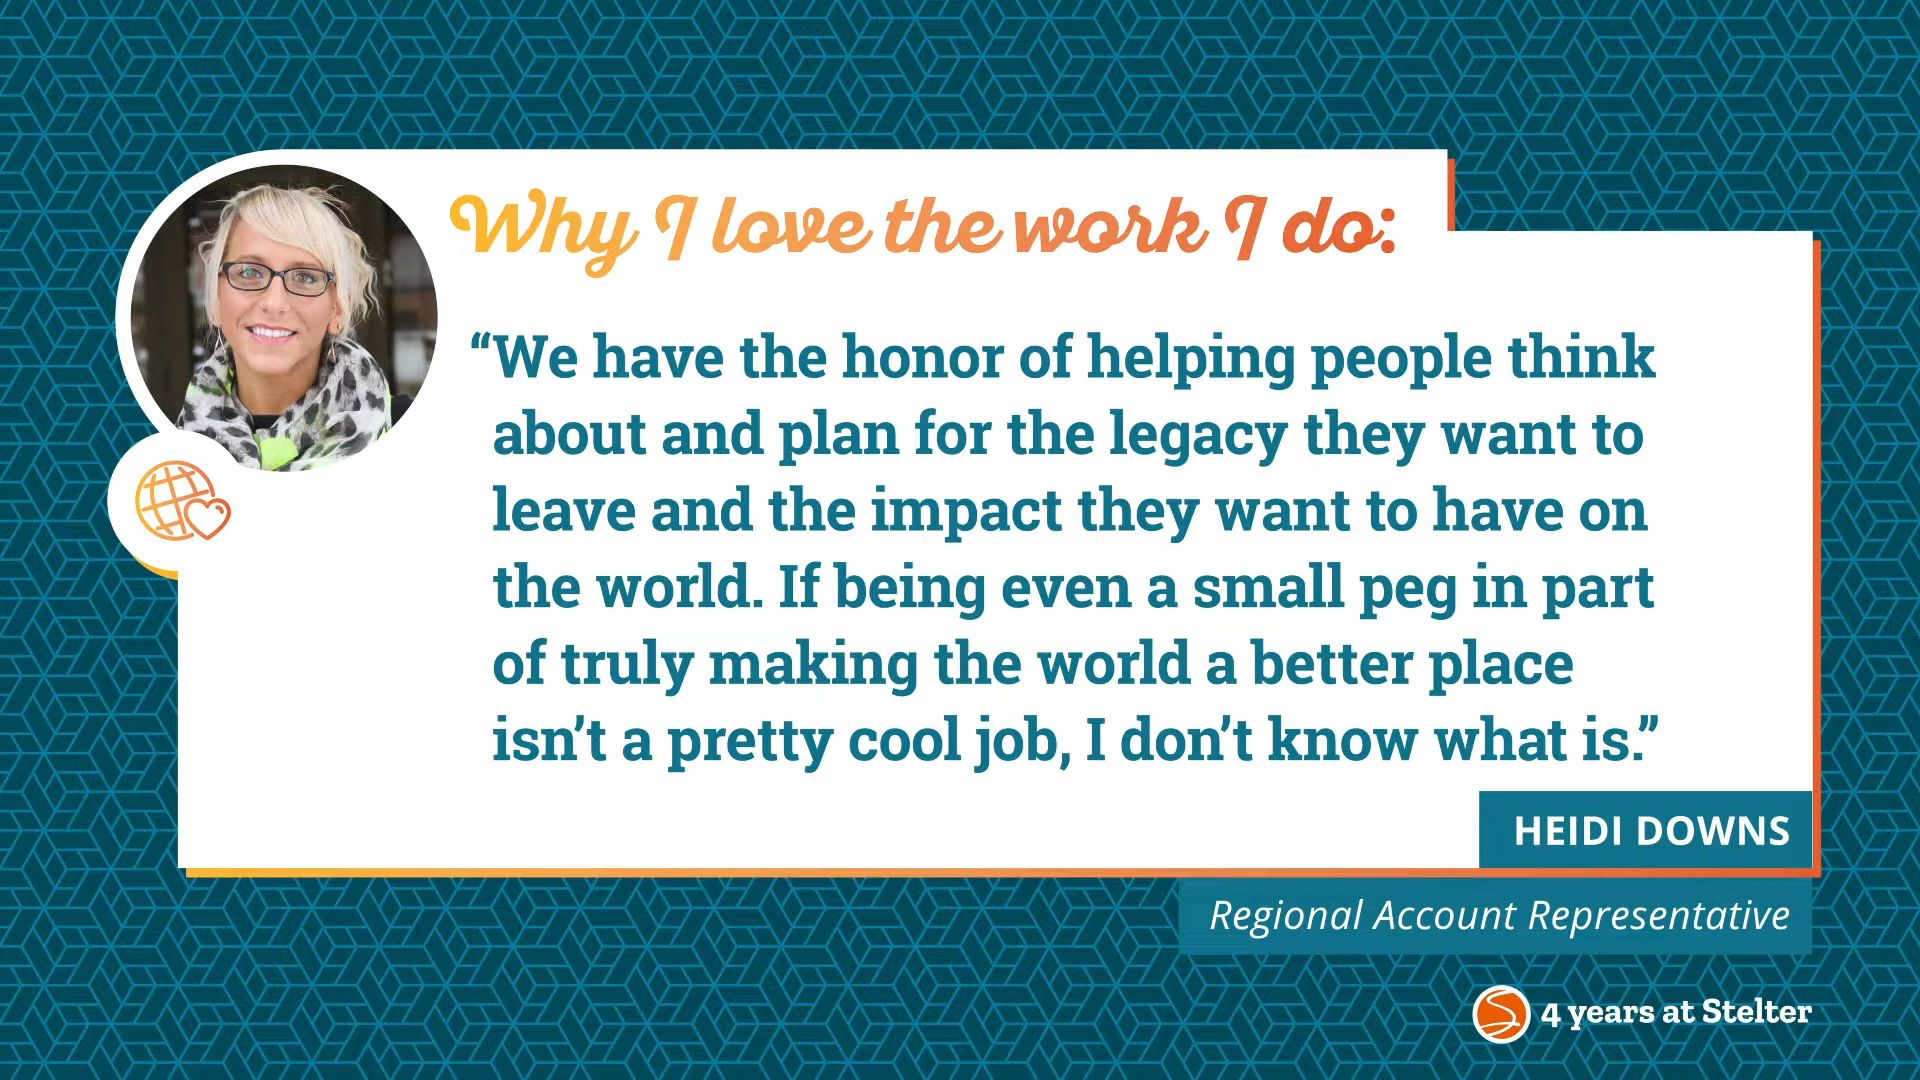 Why I love the work I do:
“We have the honor of helping people think
about and plan for the legacy they want to
leave and the impact they want to have on
the world. If being even a small peg in part
of truly making the world a better place
isn’t a pretty cool job, I don’t know what is.”
HEIDI DOWNS
Regional Account Representative
4 years at Stelter